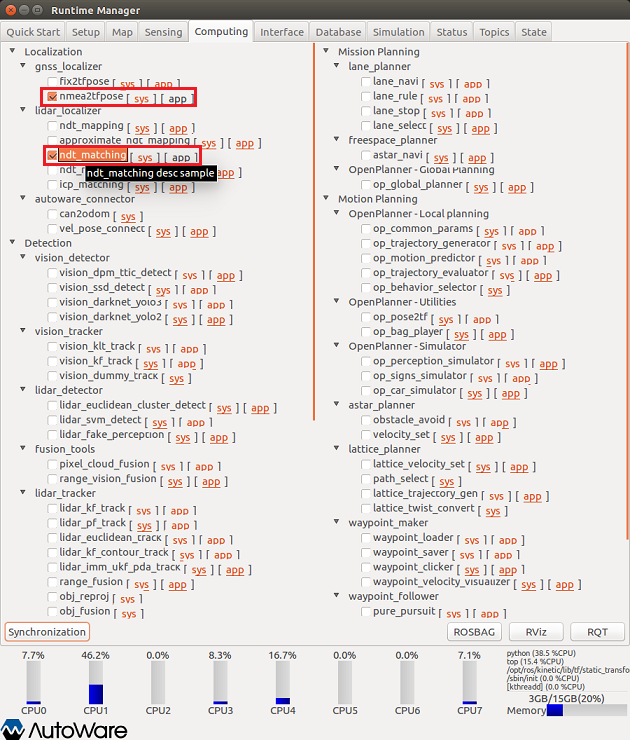 Runtime Manager
Quick Start Setup Map Sensing Computing Interface Database Simulation Status Topics State
Localization
gnss_localizer
fix2tfpose [ sys ] [ app ]
nmea2tfpose [ sys ] [ app ]
lidar_localizer
ndt_mapping [ sys ] [ app ]
approximate_ndt_mapping [ sys ] [ app ]
ndt_matching [ sys ] [ app ]
ndt_matching desc sample
app ]
icp_matching [ sys ] [ app ]
autoware_connector
can2odom [ sys ]
vel_pose_connect [ sys ] [ app ]
Detection
vision_detector
vision_dpm_ttic_detect [ sys ] [ app ]
vision_ssd_detect [ sys ] [ app ]
vision_darknet_yolo3 [ sys ] [ app ]
vision_darknet_yolo2 [ sys ] [ app ]
vision_tracker
vision_klt_track [ sys ] [ app ]
vision_kf_track [ sys ] [ app ]
vision_dummy_track [ sys ]
lidar_detector
lidar_euclidean_cluster_detect [ sys ] [ app ]
lidar_svm_detect [ sys ] [ app ]
lidar_fake_perception [ sys ] [ app ]
fusion_tools
pixel_cloud_fusion [ sys ] [ app ]
range_vision_fusion [ sys ] [ app ]
lidar_tracker
lidar_kf_track [ sys ] [ app ]
lidar_pf_track [ sys ] [ app ]
lidar_euclidean_track [ sys ] [ app ]
lidar_kf_contour_track [ sys ] [ app ]
lidar_imm_ukf_pda_track [ sys ] [ app ]
range_fusion [ sys ] [ app ]
obj_reproj [ sys ]
obj_fusion [ sys ]
Mission Planning
lane_planner
lane_navi [ sys ] [ app ]
lane_rule [ sys ] [ app ]
lane_stop [ sys ] [ app ]
lane_select [ sys ] [ app ]
freespace_planner
astar_navi [ sys ] [ app ]
OpenPlanner - Global Planning
op_global_planner [ sys ] [ app ]
Motion Planning
OpenPlanner - Local planning
op_common_params [ sys ] [ app ]
op_trajectory_generator [ sys ] [ app ]
op_motion_predictor [ sys ] [ app ]
op_trajectory_evaluator [ sys ] [ app ]
op_behavior_selector [ sys ]
OpenPlanner - Utilities
op_pose2tf [ sys ] [ app ]
op_bag_player [ sys ] [ app ]
OpenPlanner - Simulator
op_perception_simulator [ sys ] [ app ]
op_signs_simulator [ sys ] [ app ]
op_car_simulator [ sys ] [ app ]
astar_planner
obstacle_avoid [ sys ] [ app ]
velocity_set [ sys ] [ app ]
lattice_planner
lattice_velocity_set [ sys ] [ app ]
path_select [ sys ]
lattice_trajectory_gen [ sys ] [ app ]
lattice_twist_convert [ sys ]
waypoint_maker
waypoint_loader [ sys ] [ app ]
waypoint_saver [ sys ] [ app ]
waypoint_clicker [ sys ] [ app ]
waypoint_velocity_visualizer [ sys ] [ app ]
waypoint_follower
pure_pursuit [ sys ] [ app ]
Synchronization ROSBAG RViz RQT
7.7% 46.2% 0.0% 8.3% 16.7% 0.0% 0.0% 7.1%
CPU0 CPU1 CPU2 CPU3 CPU4 CPU5 CPU6 CPU7
python (38.5 %CPU)
top (15.4 %CPU)
/opt/ros/kinetic/lib/tf/static_transfo
/sbin/init (0.0 %CPU)
[kthreadd] (0.0 %CPU)
3GB/15GB(20%)
Memory
AutoWare